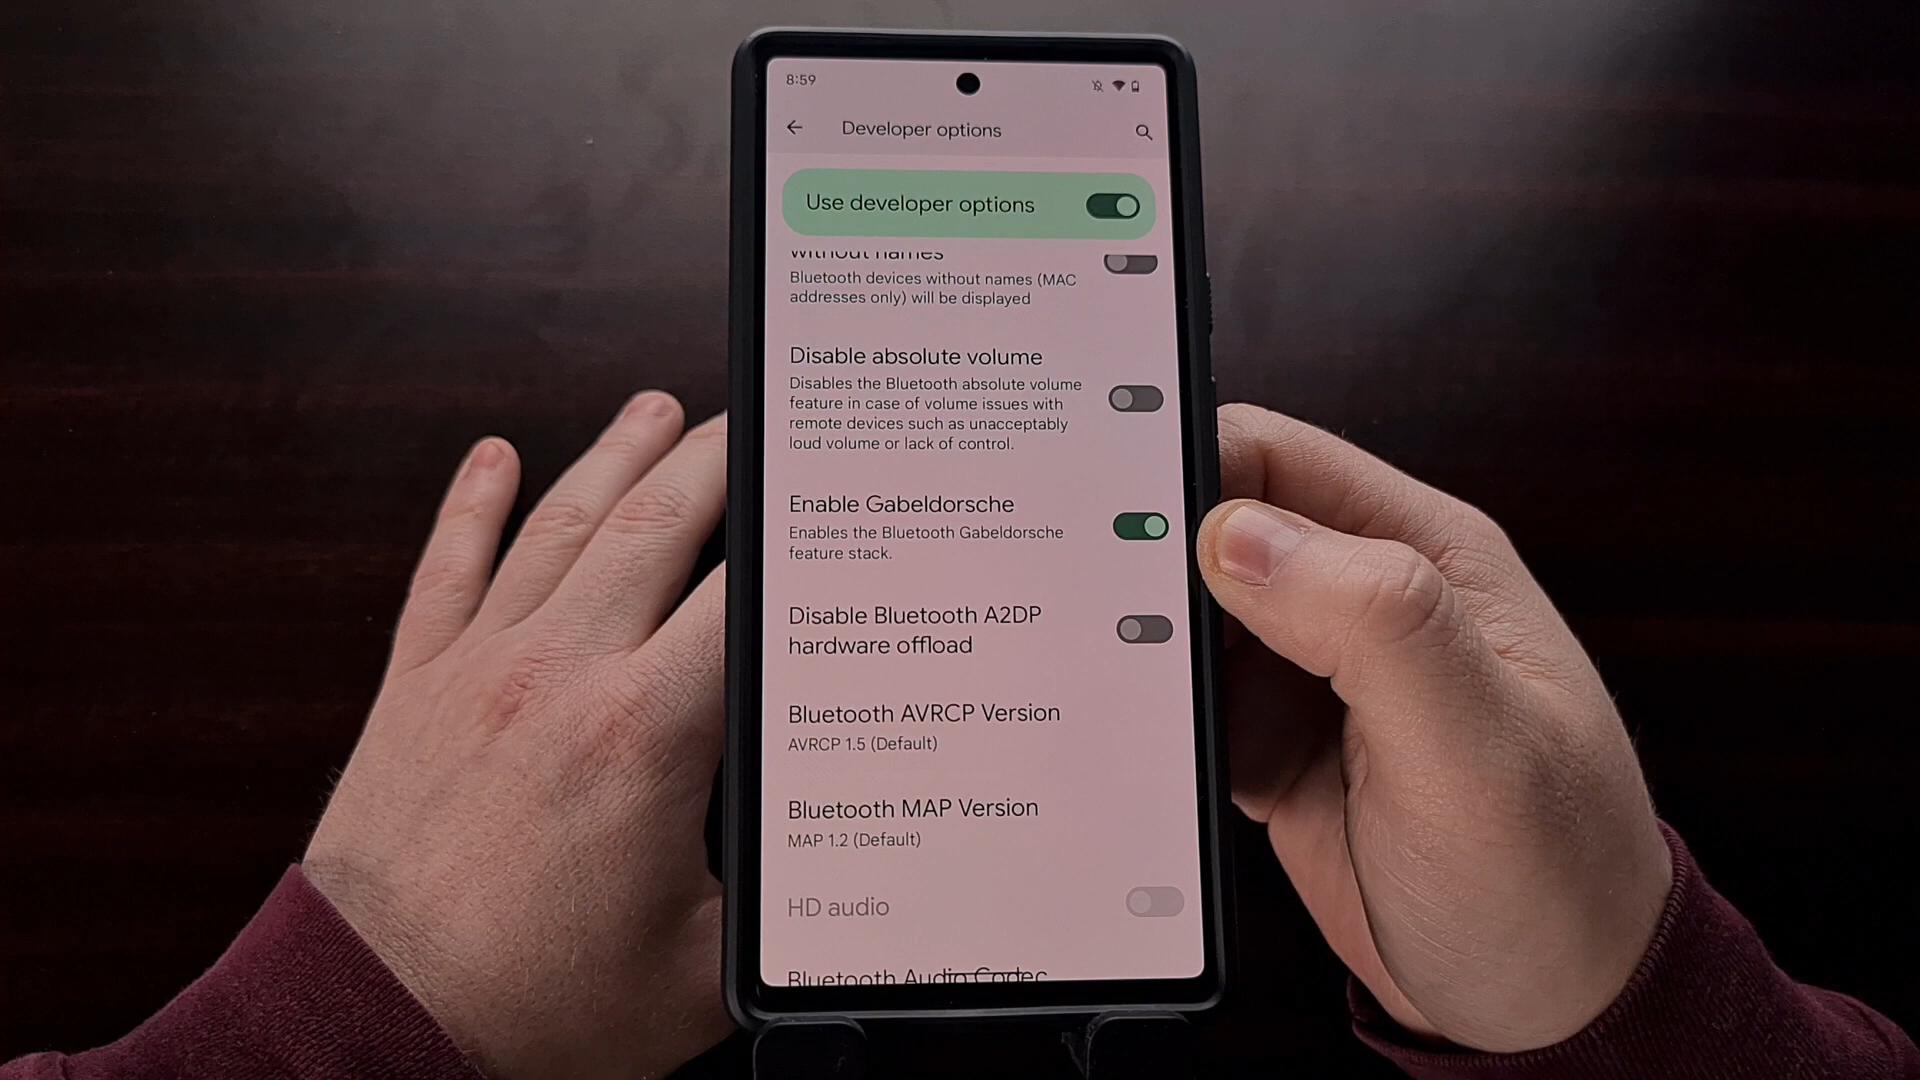 8:59
Developer options
Use developer options
without names
Bluetooth devices without names (MAC
addresses only) will be displayed
Disable absolute volume
Disables the Bluetooth absolute volume
feature in case of volume issues with
remote devices such as unacceptably
loud volume or lack of control.
Enable Gabeldorsche
Enables the Bluetooth Gabeldorsche
feature stack.
Disable Bluetooth A2DP
hardware offload
Bluetooth AVRCP Version
AVRCP 1.5 (Default)
Bluetooth MAP Version
MAP 1.2 (Default)
HD audio
Bluetooth Audio Codec